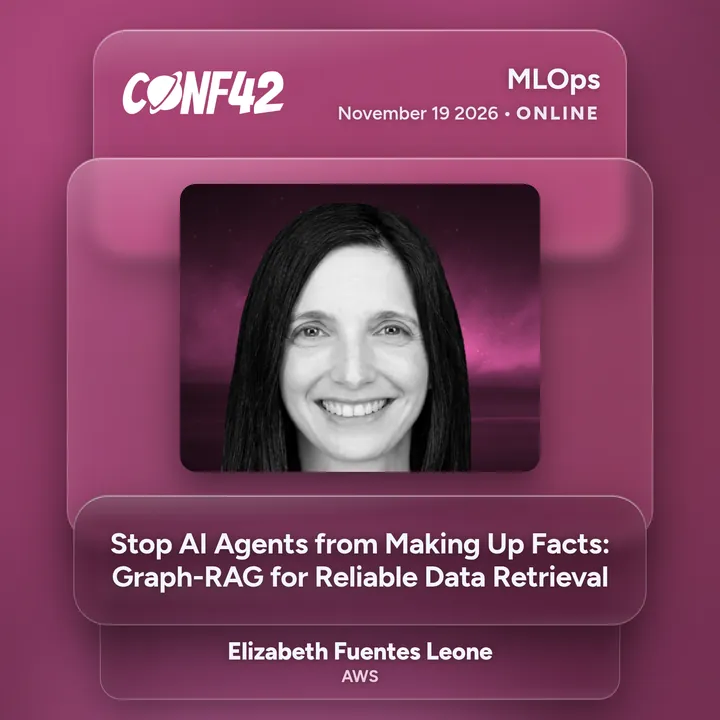 CONF42
MLOps
November 19 2026 • ONLINE
Stop AI Agents from Making Up Facts:
Graph-RAG for Reliable Data Retrieval
Elizabeth Fuentes Leone
AWS